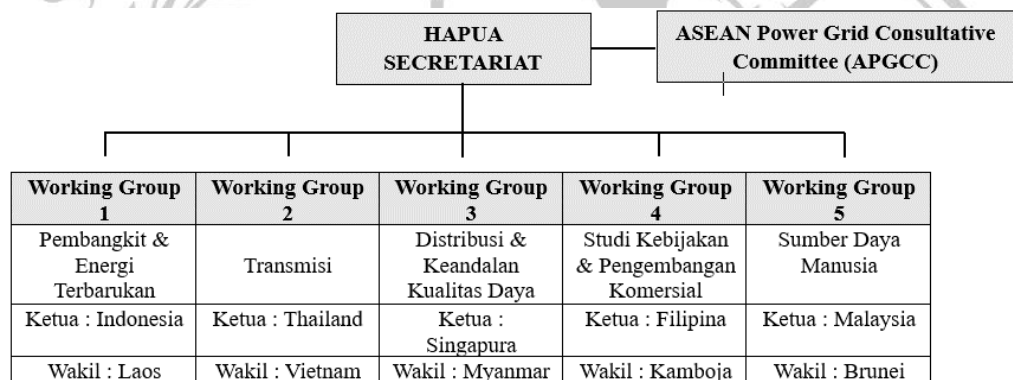 HAPUA
SECRETARIAT
ASEAN Power Grid Consultative
Committee (APGCC)
Working Group
1
Working Group
2
Working Group
3
Working Group
4
Working Group
5
Pembangkit &
Energi
Terbarukan
Transmisi
Distribusi &
Keandalan
Kualitas Daya
Studi Kebijakan
& Pengembangan
Komersial
Sumber Daya
Manusia
Ketua : Indonesia
Ketua : Thailand
Ketua :
Singapura
Ketua : Filipina
Ketua : Malaysia
Wakil : Laos
Wakil : Vietnam
Wakil : Myanmar
Wakil : Kamboja
Wakil : Brunei